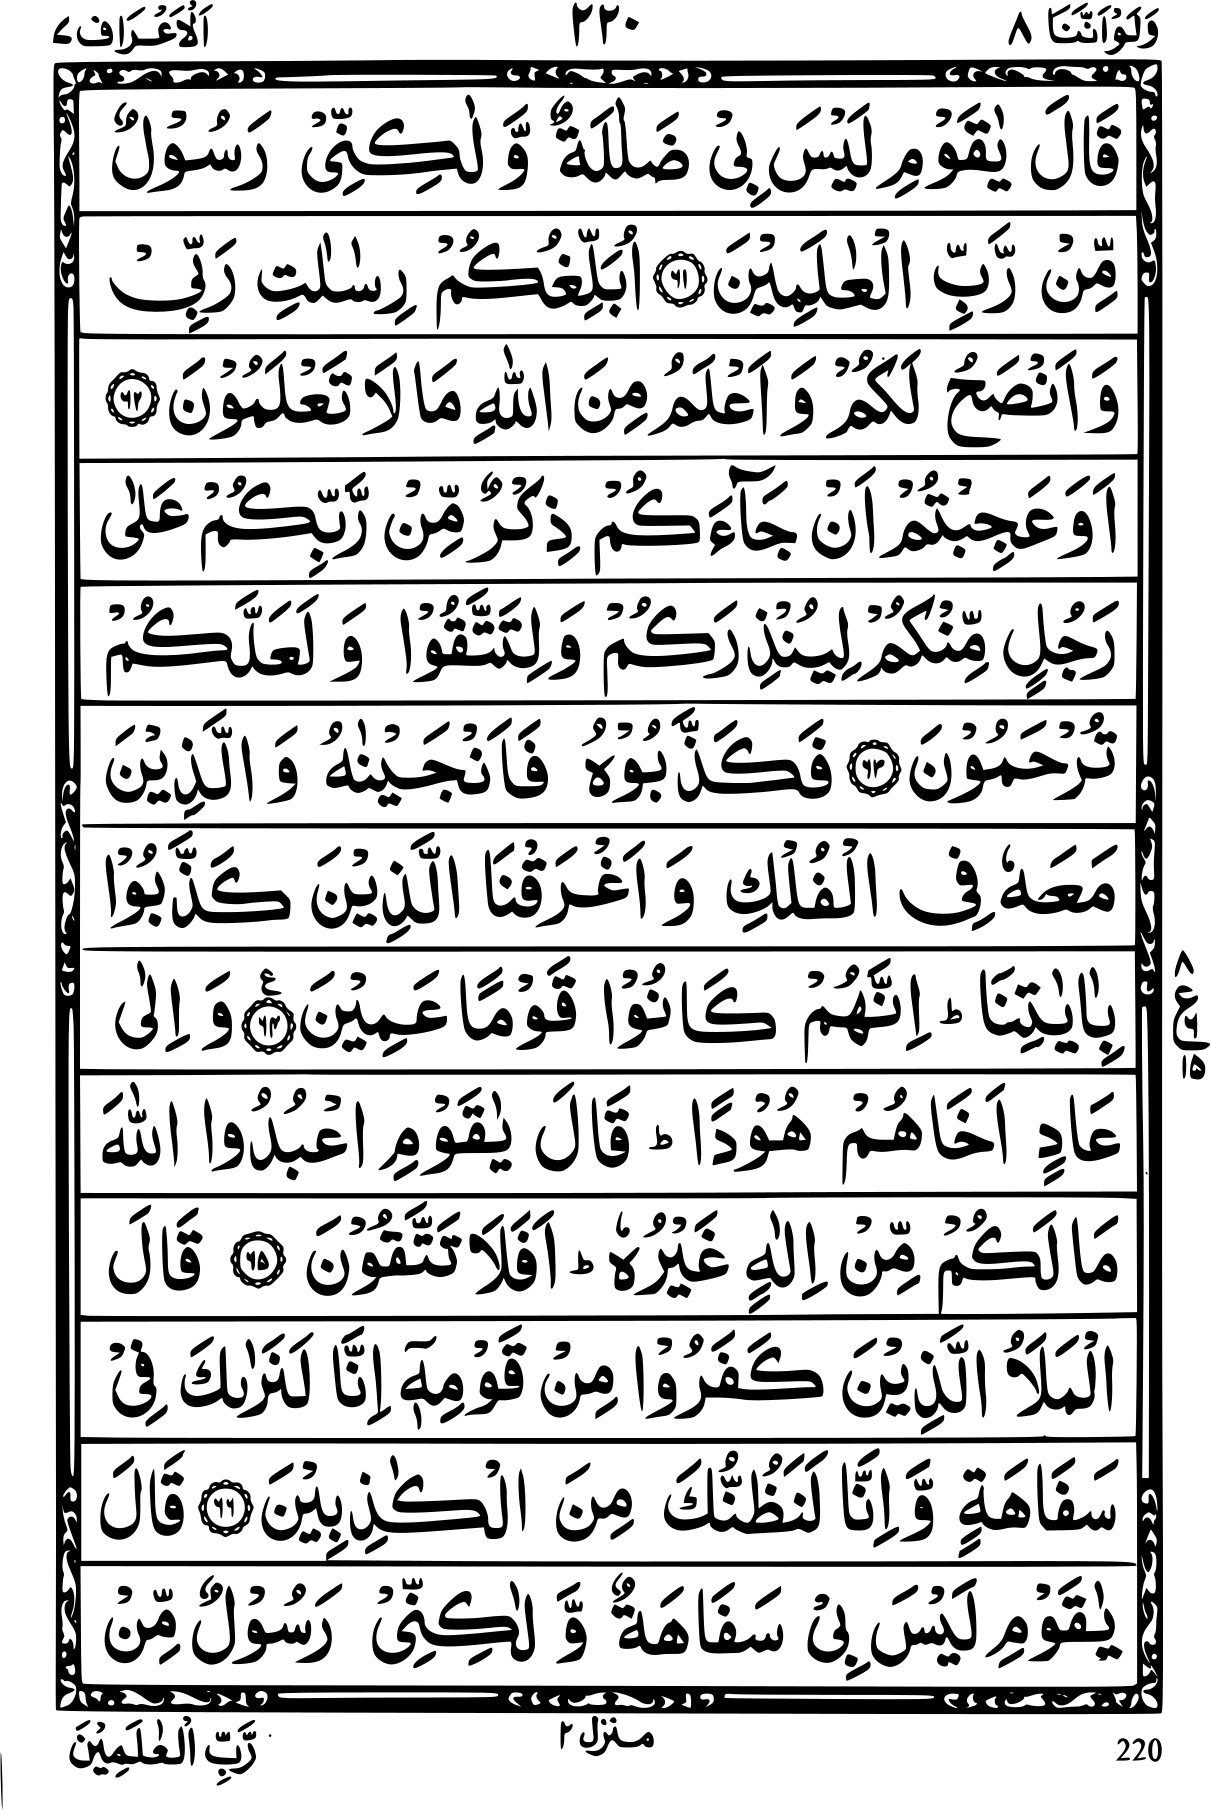 وَلَوْاَنَّنَا ٨
٢٢٠
اَلْاَعْرَاف ٧
قَالَ يٰقَوْمِ لَيْسَ بِيْ ضَلٰلَةٌ وَّ لٰكِنِّيْ رَسُوْلٌ
مِّنْ رَّبِّ الْعٰلَمِيْنَ ﴿٦١﴾ اُبَلِّغُكُمْ رِسٰلٰتِ رَبِّيْ
وَ اَنْصَحُ لَكُمْ وَ اَعْلَمُ مِنَ اللّٰهِ مَا لَا تَعْلَمُوْنَ ﴿٦٢﴾
اَوَ عَجِبْتُمْ اَنْ جَآءَكُمْ ذِكْرٌ مِّنْ رَّبِّكُمْ عَلٰى
رَجُلٍ مِّنْكُمْ لِيُنْذِرَكُمْ وَ لِتَتَّقُوْا وَ لَعَلَّكُمْ
تُرْحَمُوْنَ ﴿٦٣﴾ فَكَذَّبُوْهُ فَاَنْجَيْنٰهُ وَ الَّذِيْنَ
مَعَهٗ فِي الْفُلْكِ وَ اَغْرَقْنَا الَّذِيْنَ كَذَّبُوْا
بِاٰيٰتِنَا ؕ اِنَّهُمْ كَانُوْا قَوْمًا عَمِيْنَ ﴿٦٤﴾ ع وَ اِلٰى
٨ ع ٦ ١٥
عَادٍ اَخَاهُمْ هُوْدًا ؕ قَالَ يٰقَوْمِ اعْبُدُوا اللّٰهَ
مَا لَكُمْ مِّنْ اِلٰهٍ غَيْرُهٗ ؕ اَفَلَا تَتَّقُوْنَ ﴿٦٥﴾ قَالَ
الْمَلَاُ الَّذِيْنَ كَفَرُوْا مِنْ قَوْمِهٖٓ اِنَّا لَنَرٰىكَ فِيْ
سَفَاهَةٍ وَّ اِنَّا لَنَظُنُّكَ مِنَ الْكٰذِبِيْنَ ﴿٦٦﴾ قَالَ
يٰقَوْمِ لَيْسَ بِيْ سَفَاهَةٌ وَّ لٰكِنِّيْ رَسُوْلٌ مِّنْ
رَّبِّ الْعٰلَمِيْنَ
منزل ٢
220